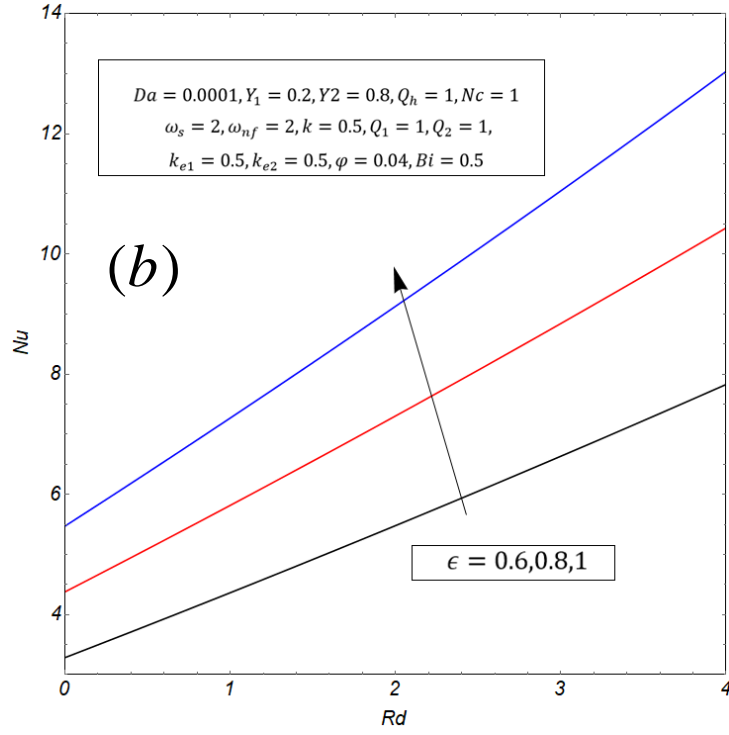 14
Da = 0.0001, Y₁ = 0.2, Y2 = 0.8, Qₕ = 1, Nc = 1
ωₛ = 2, ωₙf = 2, k = 0.5, Q₁ = 1, Q₂ = 1,
kₑ₁ = 0.5, kₑ₂ = 0.5, φ = 0.04, Bi = 0.5
12
10
(b)
Nu
8
6
ϵ = 0.6,0.8,1
4
0 1 2 3 4
Rd